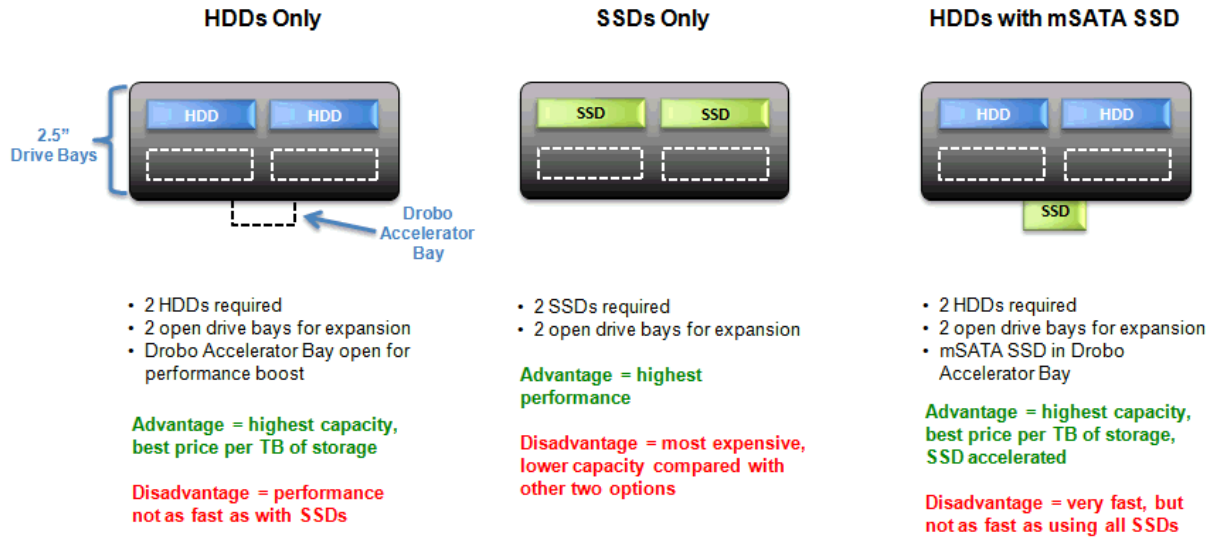 HDDs Only
2.5”
Drive Bays
HDD
HDD
Drobo
Accelerator
Bay
• 2 HDDs required
• 2 open drive bays for expansion
• Drobo Accelerator Bay open for
performance boost
Advantage = highest capacity,
best price per TB of storage
Disadvantage = performance
not as fast as with SSDs
SSDs Only
SSD
SSD
• 2 SSDs required
• 2 open drive bays for expansion
Advantage = highest
performance
Disadvantage = most expensive,
lower capacity compared with
other two options
HDDs with mSATA SSD
HDD
HDD
SSD
• 2 HDDs required
• 2 open drive bays for expansion
• mSATA SSD in Drobo
Accelerator Bay
Advantage = highest capacity,
best price per TB of storage,
SSD accelerated
Disadvantage = very fast, but
not as fast as using all SSDs